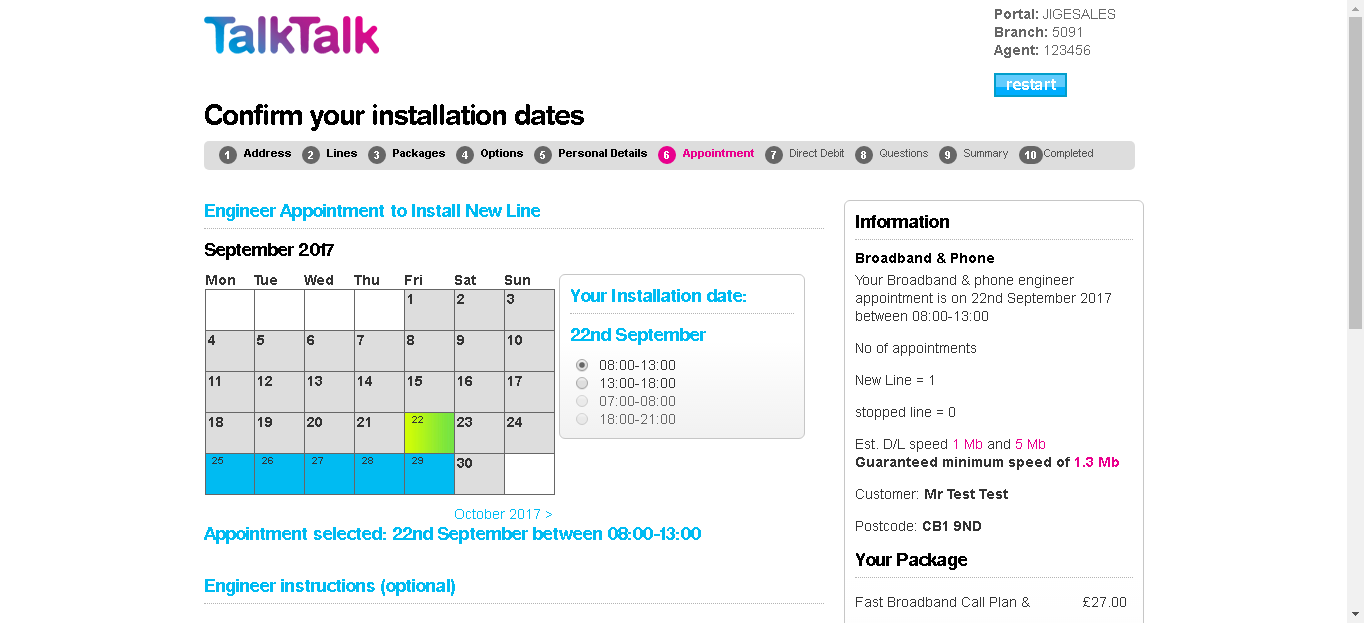 TalkTalk
Portal: JIGESALES
Branch: 5091
Agent: 123456
restart
Confirm your installation dates
1 Address 2 Lines 3 Packages 4 Options 5 Personal Details 6 Appointment 7 Direct Debit 8 Questions 9 Summary 10 Completed
Engineer Appointment to Install New Line
September 2017
Mon Tue Wed Thu Fri Sat Sun
1 2 3
4 5 6 7 8 9 10
11 12 13 14 15 16 17
18 19 20 21 22 23 24
25 26 27 28 29 30
October 2017 >
Your Installation date:
22nd September
08:00-13:00
13:00-18:00
07:00-08:00
18:00-21:00
Appointment selected: 22nd September between 08:00-13:00
Engineer instructions (optional)
Information
Broadband & Phone
Your Broadband & phone engineer
appointment is on 22nd September 2017
between 08:00-13:00
No of appointments
New Line = 1
stopped line = 0
Est. D/L speed 1 Mb and 5 Mb
Guaranteed minimum speed of 1.3 Mb
Customer: Mr Test Test
Postcode: CB1 9ND
Your Package
Fast Broadband Call Plan & £27.00